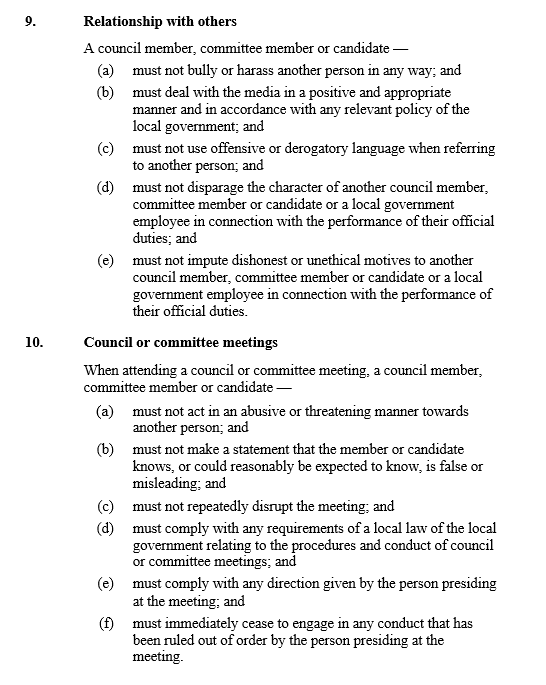 9. Relationship with others
A council member, committee member or candidate —
(a) must not bully or harass another person in any way; and
(b) must deal with the media in a positive and appropriate
manner and in accordance with any relevant policy of the
local government; and
(c) must not use offensive or derogatory language when referring
to another person; and
(d) must not disparage the character of another council member,
committee member or candidate or a local government
employee in connection with the performance of their official
duties; and
(e) must not impute dishonest or unethical motives to another
council member, committee member or candidate or a local
government employee in connection with the performance of
their official duties.
10. Council or committee meetings
When attending a council or committee meeting, a council member,
committee member or candidate —
(a) must not act in an abusive or threatening manner towards
another person; and
(b) must not make a statement that the member or candidate
knows, or could reasonably be expected to know, is false or
misleading; and
(c) must not repeatedly disrupt the meeting; and
(d) must comply with any requirements of a local law of the local
government relating to the procedures and conduct of council
or committee meetings; and
(e) must comply with any direction given by the person presiding
at the meeting; and
(f) must immediately cease to engage in any conduct that has
been ruled out of order by the person presiding at the
meeting.